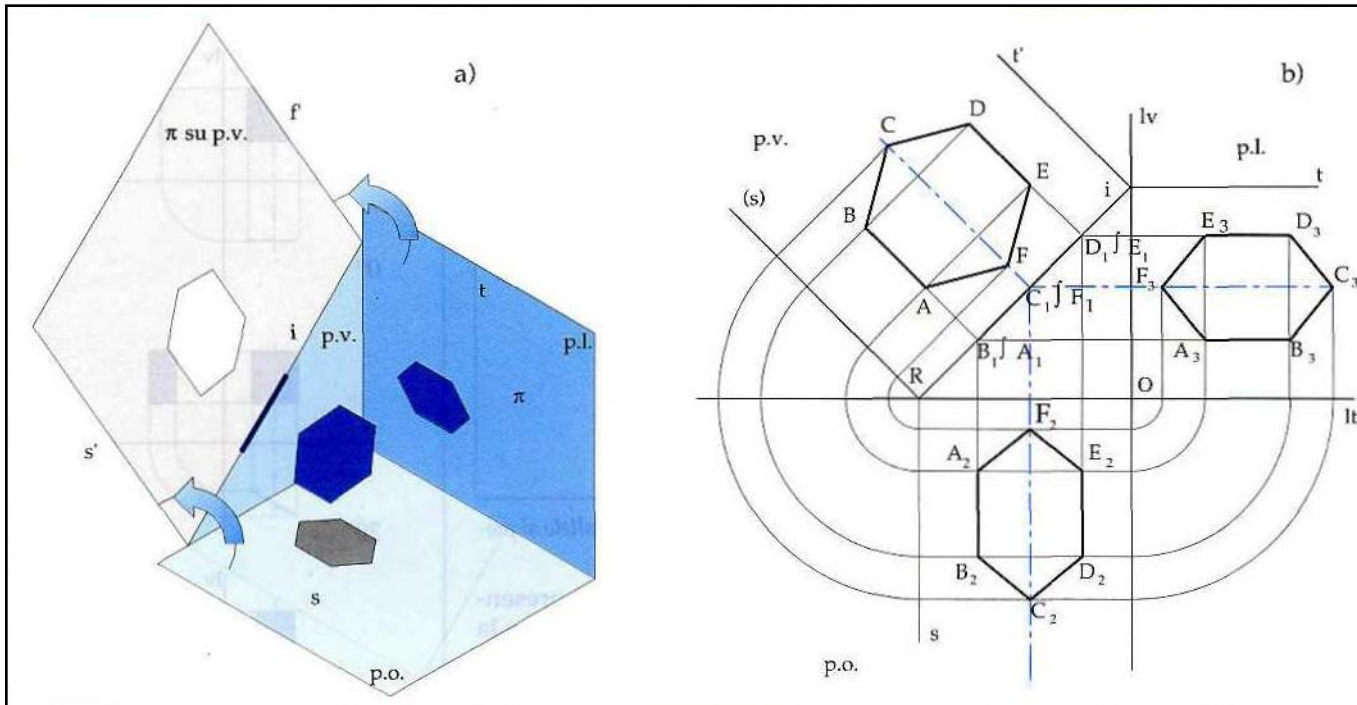 a)
f'
π su p.v.
i
p.v.
t
p.l.
π
s'
s
p.o.
b)
t'
lv
p.v.
p.l.
C
D
E
i
t
(s)
B
E3
D3
D1 ∫ E1
F
F3
C3
A
C1 ∫ F1
B1 ∫ A1
A3
B3
R
O
lt
F2
A2
E2
B2
D2
C2
s
p.o.